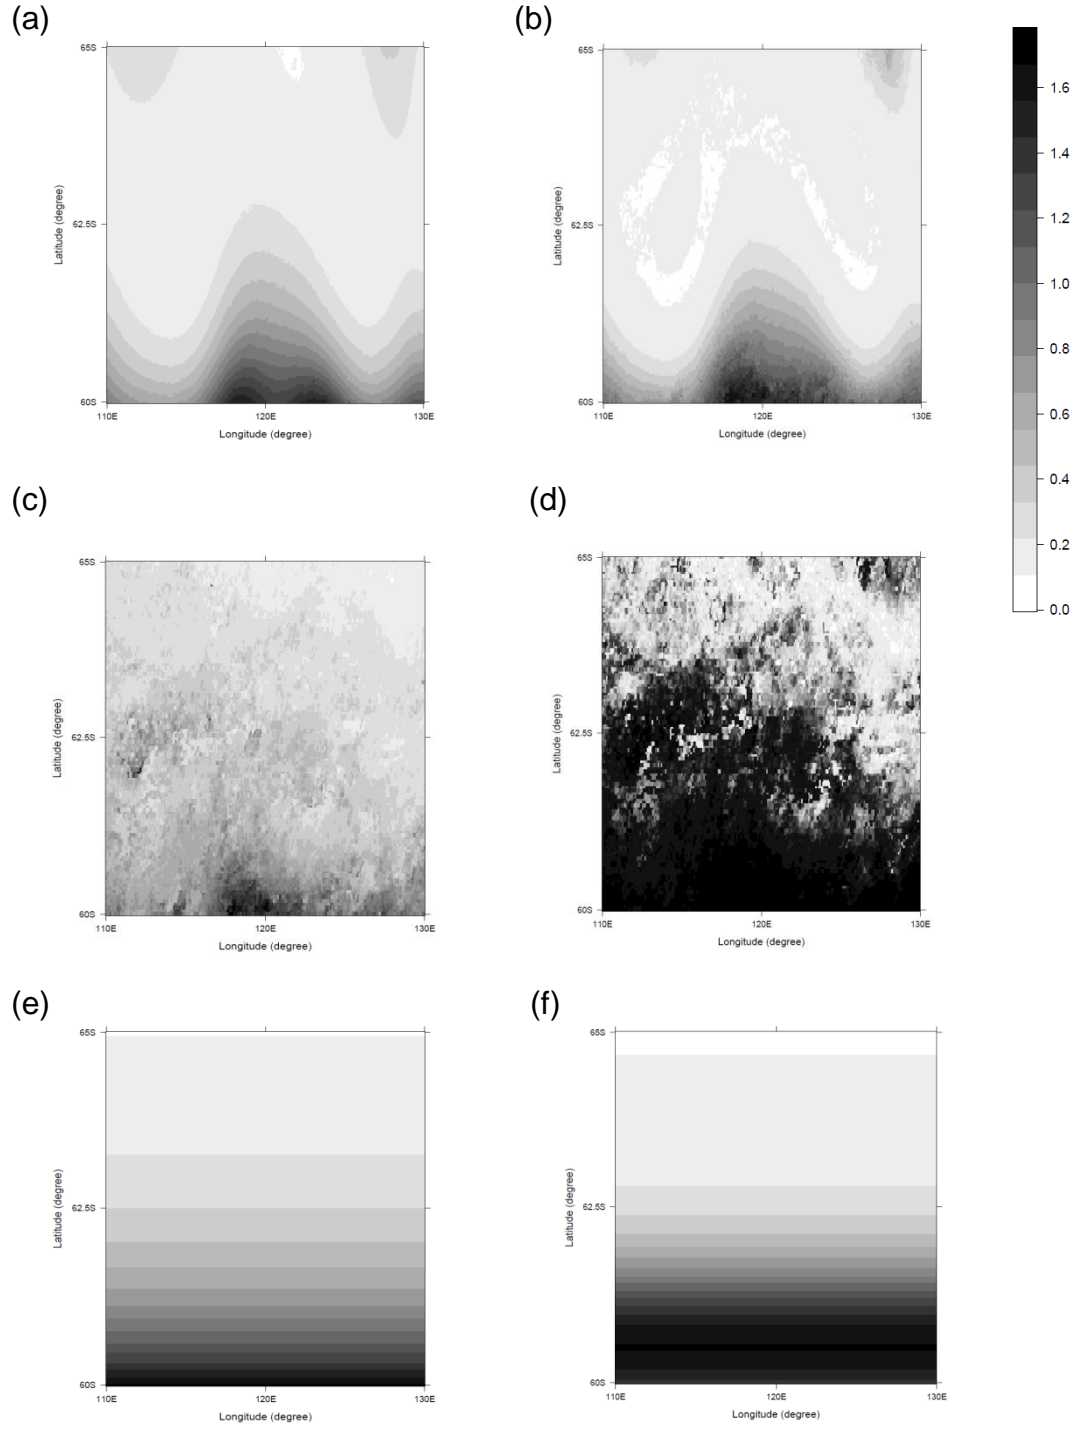 (a)
(b)
65S
62.5S
60S
Latitude (degree)
110E
120E
130E
Longitude (degree)
65S
62.5S
60S
Latitude (degree)
110E
120E
130E
Longitude (degree)
1.6
1.4
1.2
1.0
0.8
0.6
0.4
0.2
0.0
(c)
(d)
65S
62.5S
60S
Latitude (degree)
110E
120E
130E
Longitude (degree)
65S
62.5S
60S
Latitude (degree)
110E
120E
130E
Longitude (degree)
(e)
(f)
65S
62.5S
60S
Latitude (degree)
110E
120E
130E
Longitude (degree)
65S
62.5S
60S
Latitude (degree)
110E
120E
130E
Longitude (degree)